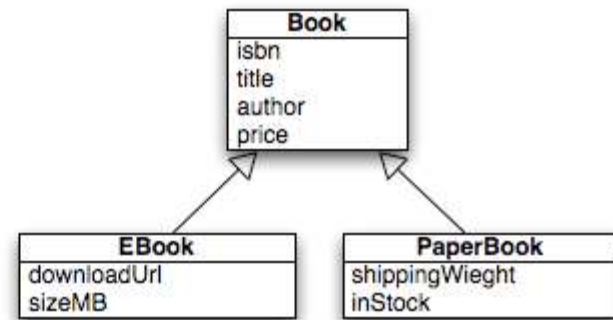 Book
isbn
title
author
price
EBook
downloadUrl
sizeMB
PaperBook
shippingWieght
inStock